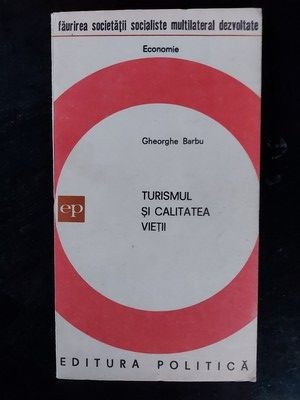 făurirea societății socialiste multilateral dezvoltate
Economie
Gheorghe Barbu
TURISMUL
ȘI CALITATEA
VIEȚII
ep
EDITURA POLITICĂ